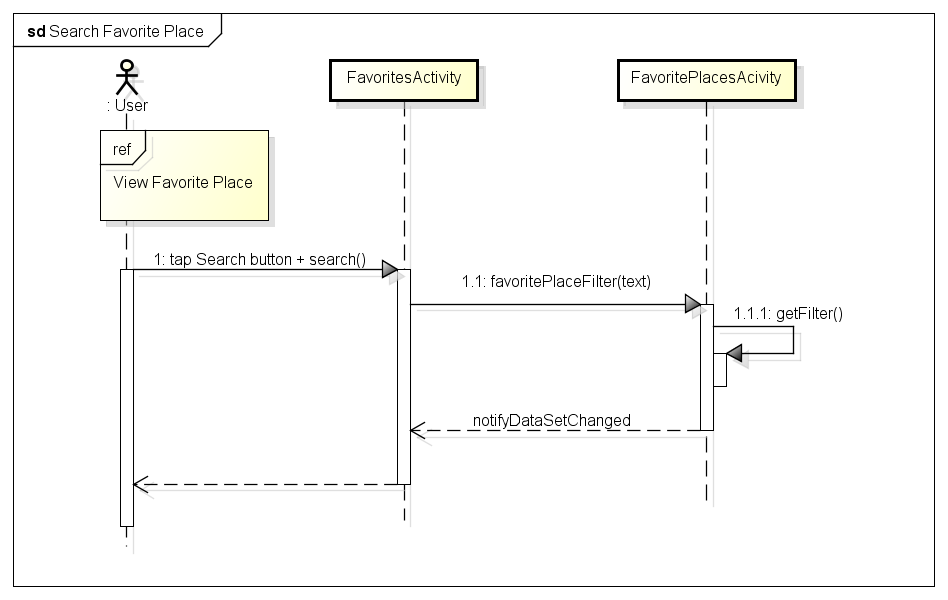 sd Search Favorite Place
: User
FavoritesActivity
FavoritePlacesAcivity
ref
View Favorite Place
1: tap Search button + search()
1.1: favoritePlaceFilter(text)
1.1.1: getFilter()
notifyDataSetChanged